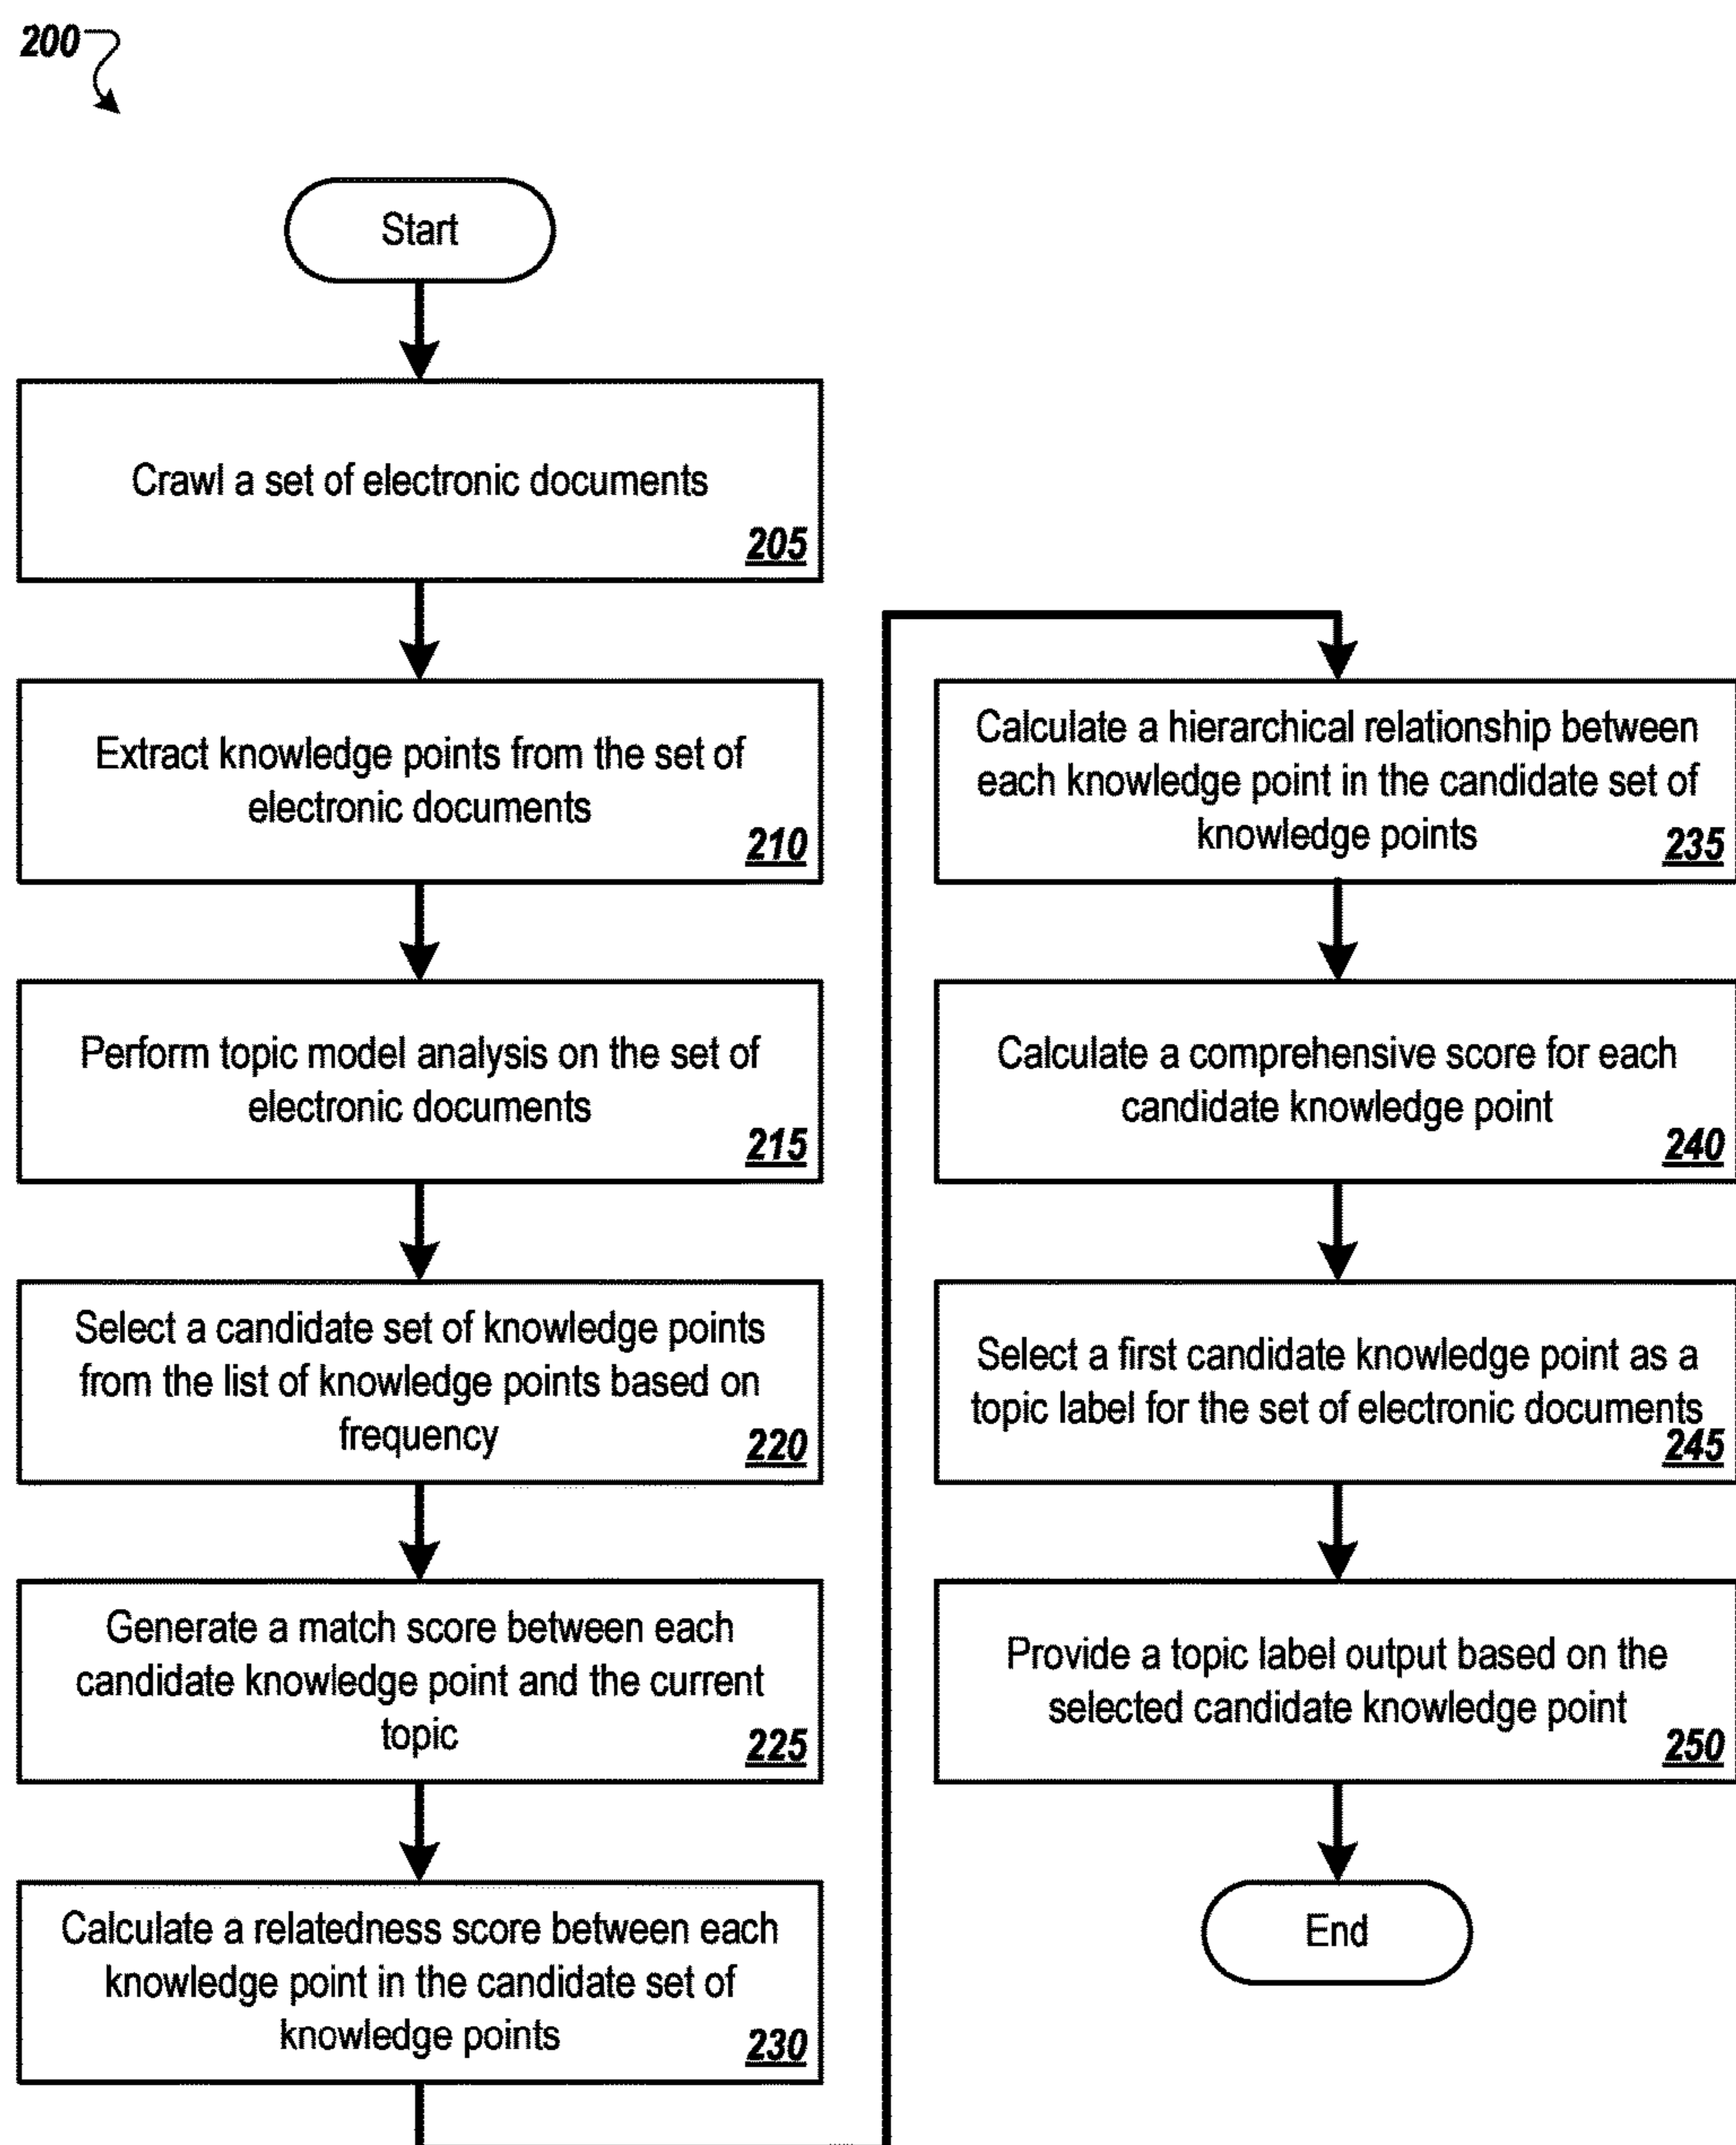 200
Start
Crawl a set of electronic documents
205
Extract knowledge points from the set of
electronic documents
210
Perform topic model analysis on the set of
electronic documents
215
Select a candidate set of knowledge points
from the list of knowledge points based on
frequency
220
Generate a match score between each
candidate knowledge point and the current
topic
225
Calculate a relatedness score between each
knowledge point in the candidate set of
knowledge points
230
Calculate a hierarchical relationship between
each knowledge point in the candidate set of
knowledge points
235
Calculate a comprehensive score for each
candidate knowledge point
240
Select a first candidate knowledge point as a
topic label for the set of electronic documents
245
Provide a topic label output based on the
selected candidate knowledge point
250
End